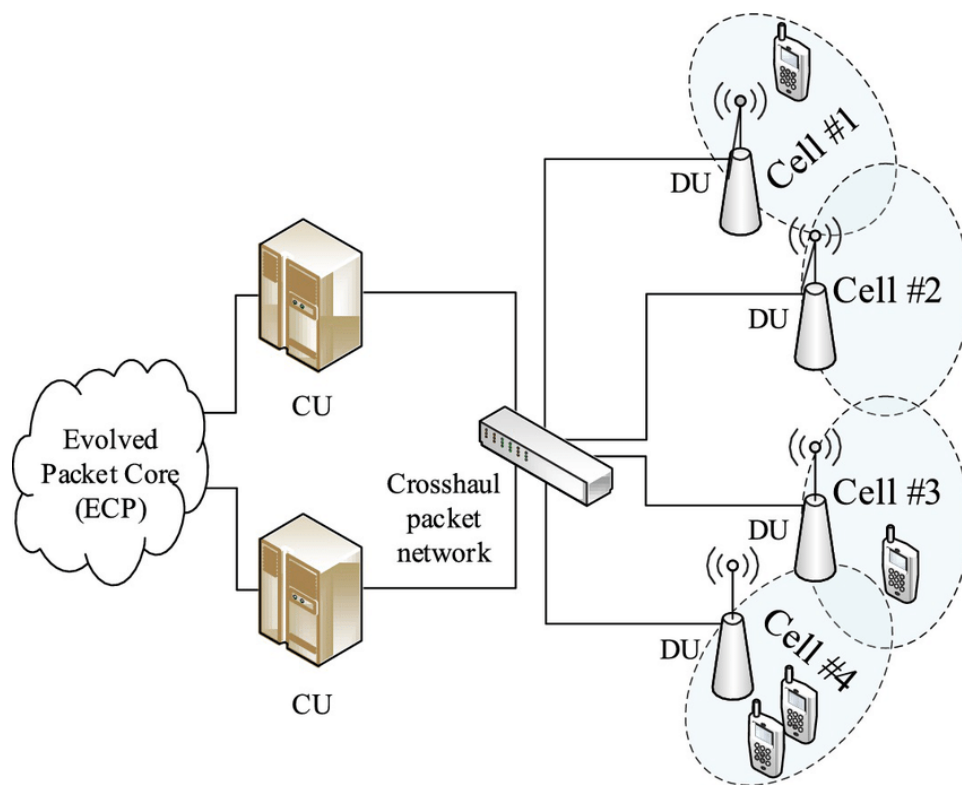 Cell #1
DU
Cell #2
DU
CU
Evolved
Packet Core
(ECP)
Crosshaul
packet
network
Cell #3
DU
Cell #4
DU
CU